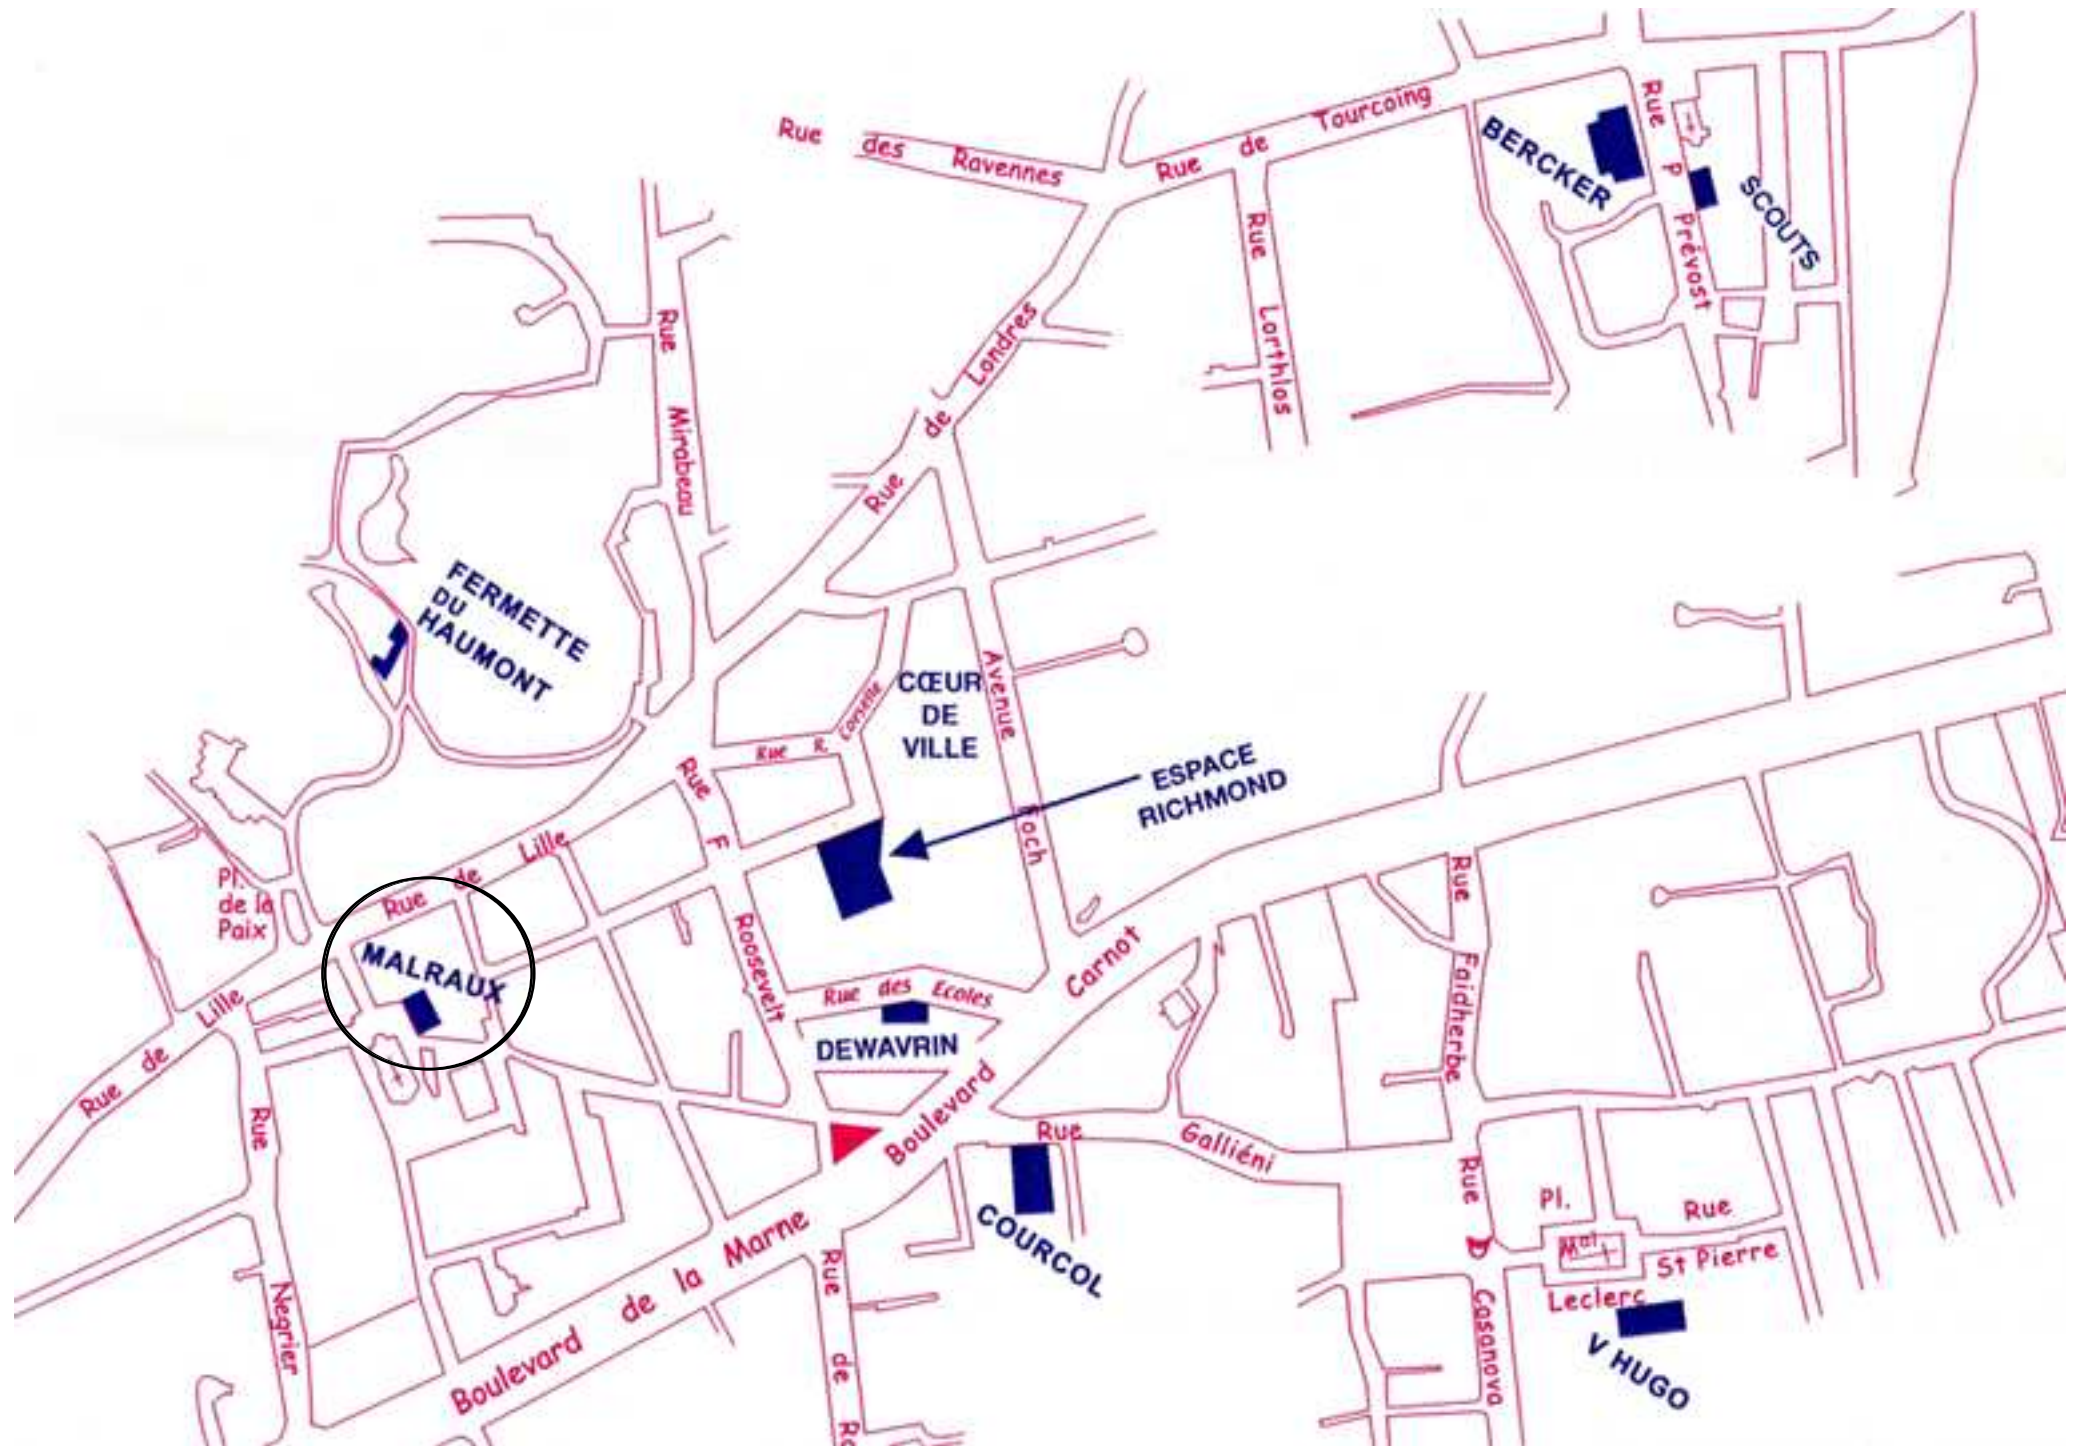 Rue des Ravennes
Rue de Tourcoing
BERCKER
Rue P Prévost
SCOUTS
Rue Lorthios
Rue de Londres
Rue Mirabeau
FERMETTE
DU
HAUMONT
CŒUR
DE
VILLE
Avenue Foch
Rue R. Corselle
ESPACE
RICHMOND
Rue F Roosevelt
Rue de Lille
Pl.
de la
Paix
MALRAUX
Rue de Lille
Rue des Ecoles
DEWAVRIN
Boulevard Carnot
Rue Faidherbe
Rue Galliéni
COURCOL
Rue Negrier
Boulevard de la Marne
Rue de Ro
Rue D Casanova
Pl.
Mal
Leclerc
Rue
St Pierre
V HUGO